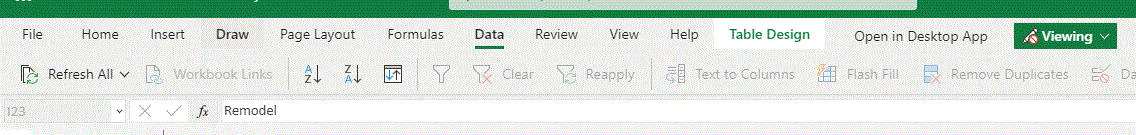 File Home Insert Draw Page Layout Formulas Data Review View Help Table Design Open in Desktop App Viewing
Refresh All Workbook Links Clear Reapply Text to Columns Flash Fill Remove Duplicates Da
I23 fx Remodel